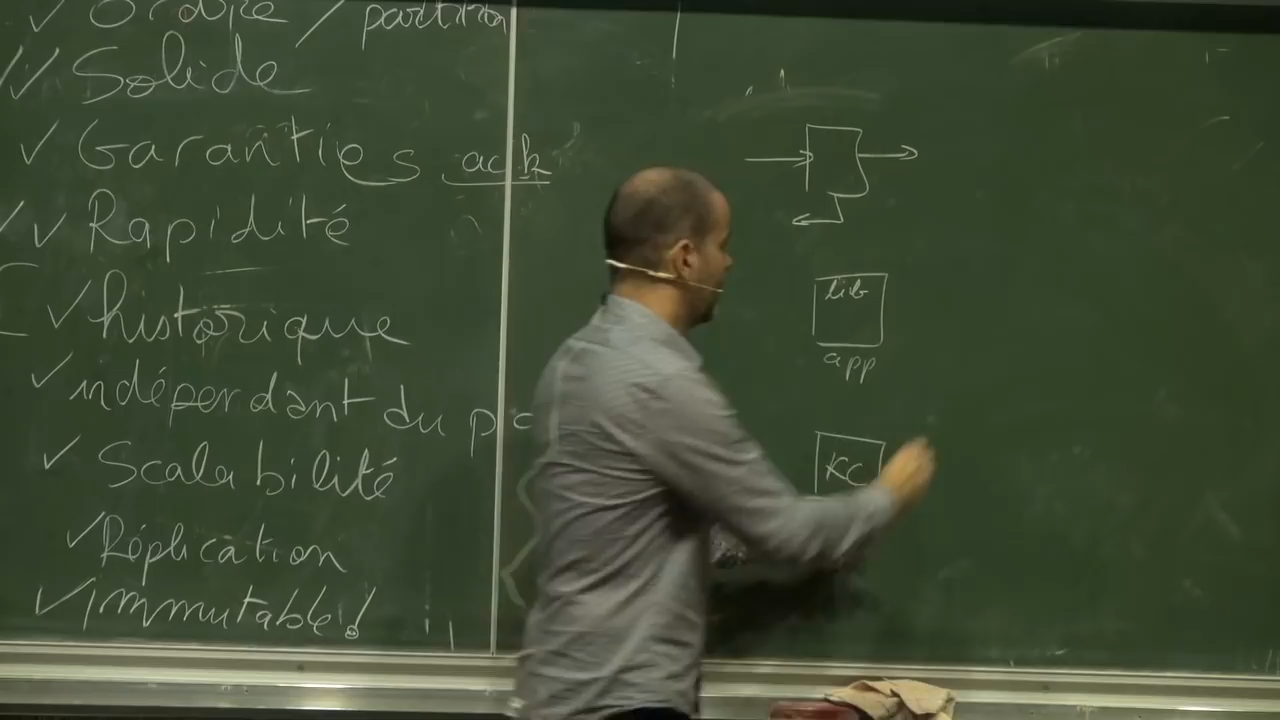 Ordre / partition
Solide
Garanties ack
Rapidité
historique
indépendant du
Scalabilité
Réplication
immutable!
lib
app
KC